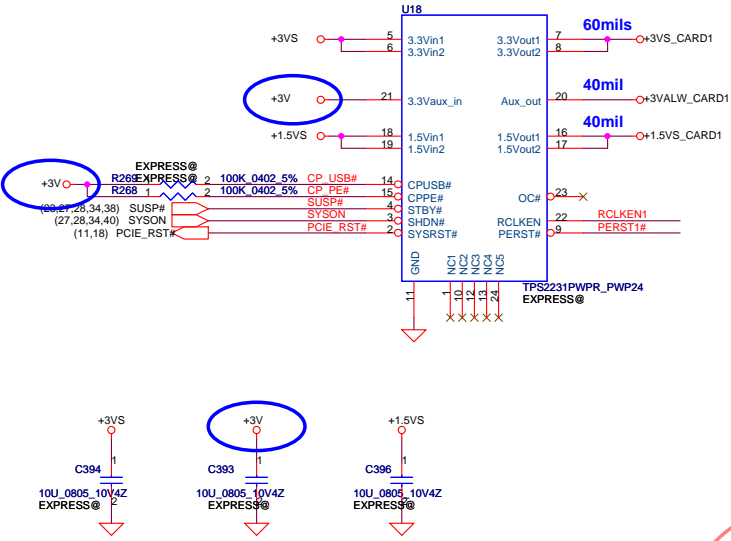 U18
+3VS 5 3.3Vin1 3.3Vout1 7 60mils +3VS_CARD1
6 3.3Vin2 3.3Vout2 8
+3V 21 3.3Vaux_in Aux_out 20 40mil +3VALW_CARD1
+1.5VS 18 1.5Vin1 1.5Vout1 16 40mil +1.5VS_CARD1
19 1.5Vin2 1.5Vout2 17
EXPRESS@
+3V R269 EXPRESS@ 2 100K_0402_5% CP_USB# 14 CPUSB#
R268 1 2 100K_0402_5% CP_PE# 15 CPPE# OC# 23
(27,28,34,38) SUSP# SUSP# 4 STBY#
(27,28,34,40) SYSON SYSON 3 SHDN# RCLKEN 22 RCLKEN1
(11,18) PCIE_RST# PCIE_RST# 2 SYSRST# PERST# 9 PERST1#
GND NC1 NC2 NC3 NC4 NC5
11 1 10 12 13 24
TPS2231PWPR_PWP24
EXPRESS@
+3VS +3V +1.5VS
1 1 1
C394 C393 C396
10U_0805_10V4Z 10U_0805_10V4Z 10U_0805_10V4Z
2 2 2
EXPRESS@ EXPRESS@ EXPRESS@